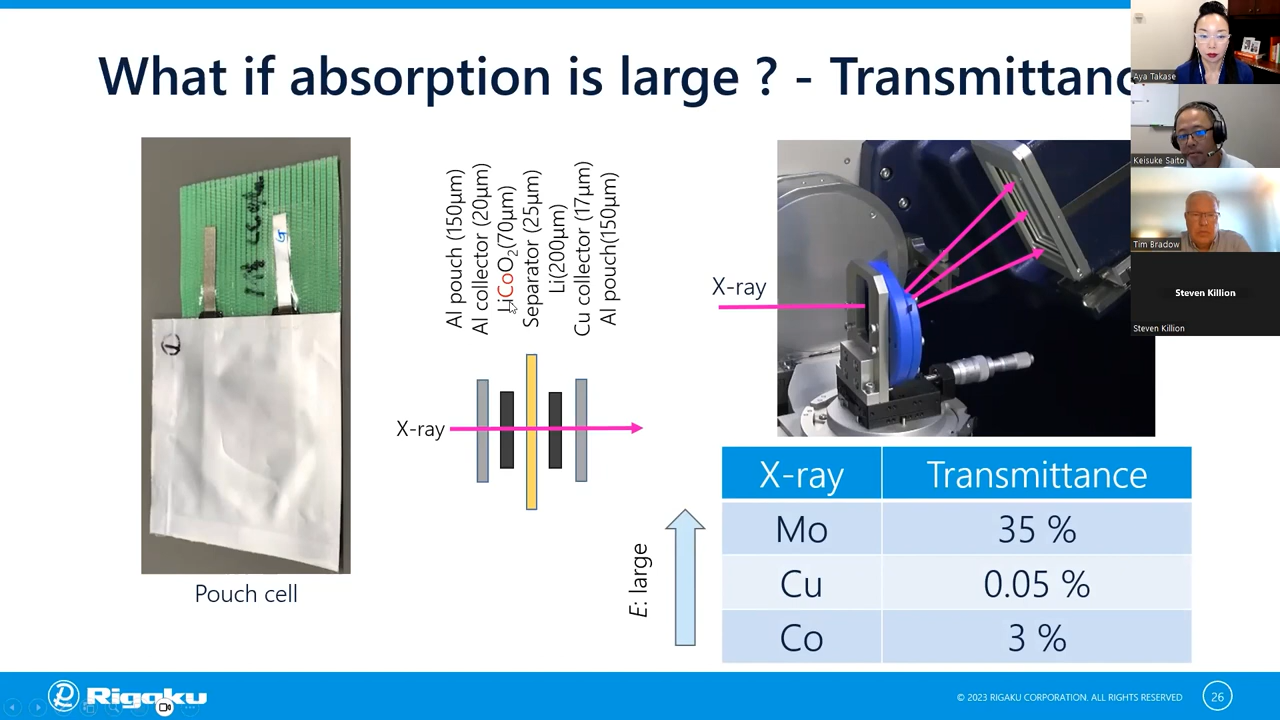 What if absorption is large ? - Transmittanc
Al pouch (150μm)
Al collector (20μm)
LiCoO₂(70μm)
Separator (25μm)
Li(200μm)
Cu collector (17μm)
Al pouch(150μm)
X-ray
Pouch cell
X-ray
E: large
X-ray Transmittance
Mo 35 %
Cu 0.05 %
Co 3 %
Aya Takase
Keisuke Saito
Tim Bradow
Steven Killion
Steven Killion
Rigaku
© 2023 RIGAKU CORPORATION. ALL RIGHTS RESERVED
26